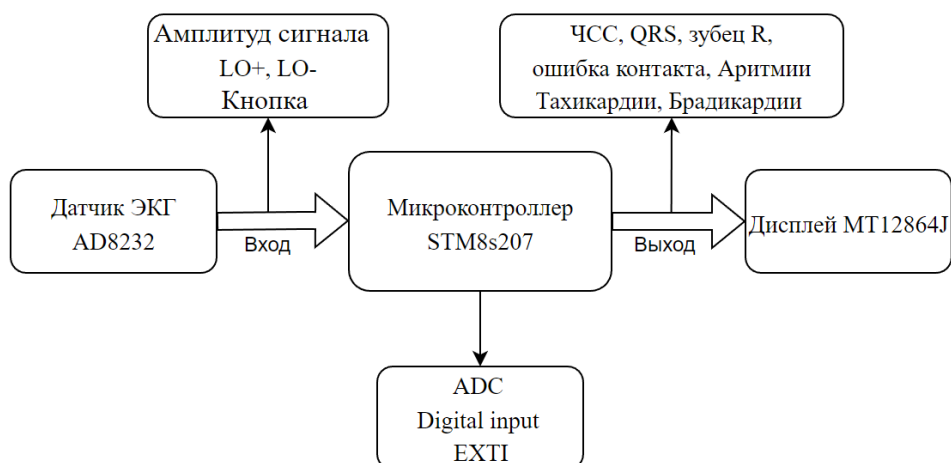 Амплитуд сигнала
LO+, LO-
Кнопка
ЧСС, QRS, зубец R,
ошибка контакта, Аритмии
Тахикардии, Брадикардии
Датчик ЭКГ
AD8232
Вход
Микроконтроллер
STM8s207
Выход
Дисплей MT12864J
ADC
Digital input
EXTI